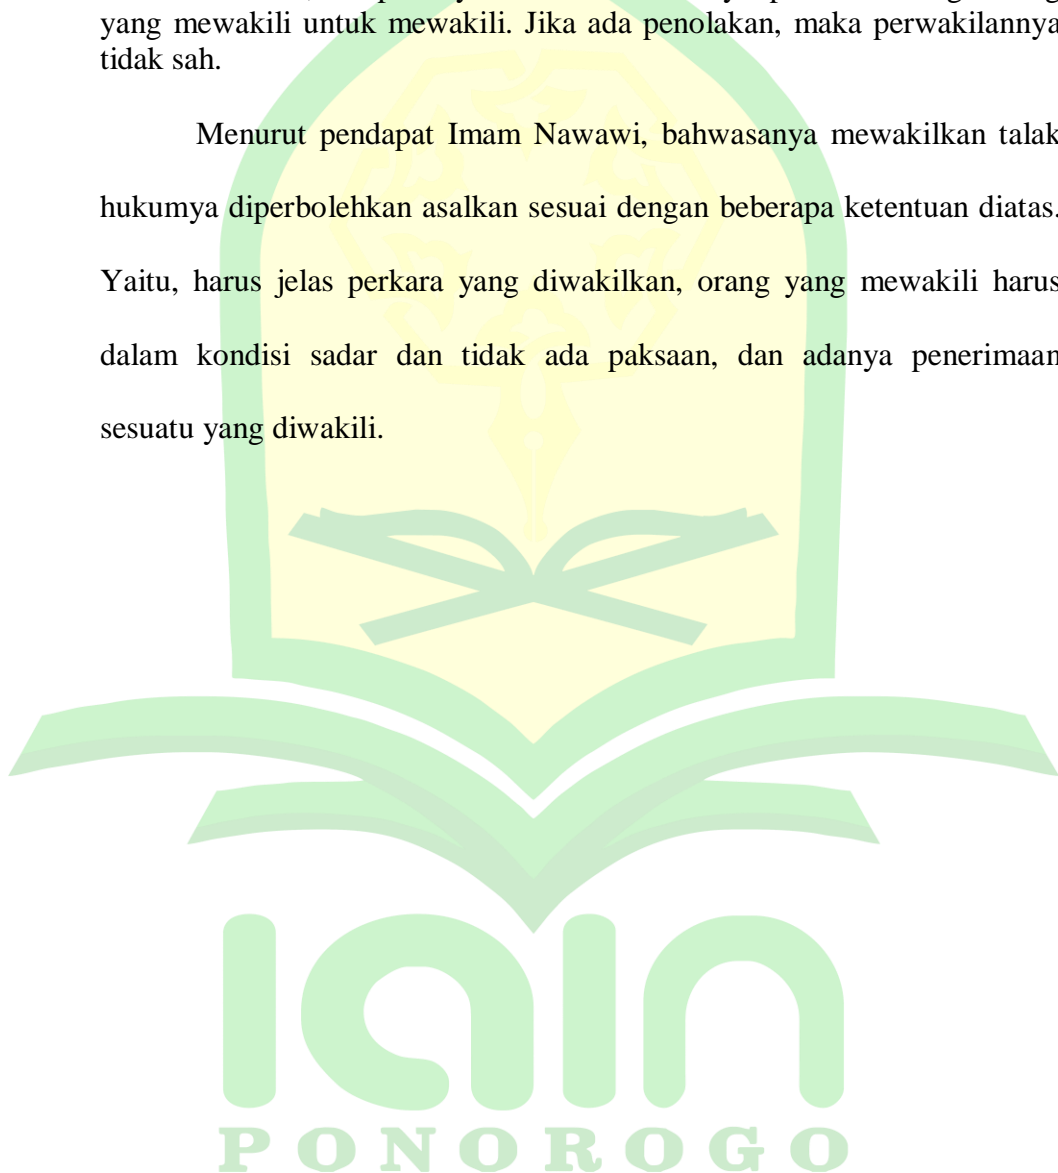 yang mewakili untuk mewakili. Jika ada penolakan, maka perwakilannya
tidak sah.
Menurut pendapat Imam Nawawi, bahwasanya mewakilkan talak
hukumya diperbolehkan asalkan sesuai dengan beberapa ketentuan diatas.
Yaitu, harus jelas perkara yang diwakilkan, orang yang mewakili harus
dalam kondisi sadar dan tidak ada paksaan, dan adanya penerimaan
sesuatu yang diwakili.
iain
PONOROGO